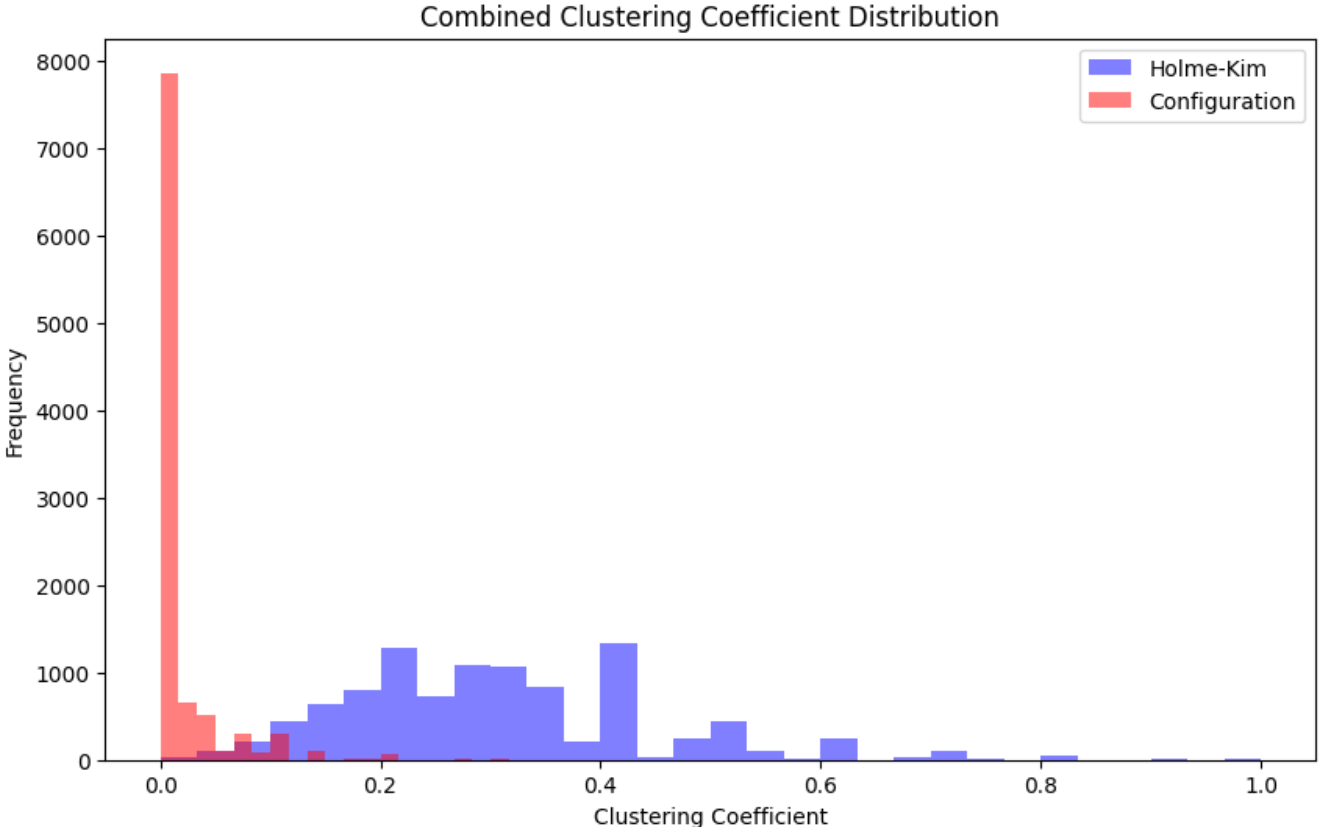 Combined Clustering Coefficient Distribution
Holme-Kim
Configuration
Frequency
8000
7000
6000
5000
4000
3000
2000
1000
0
0.0 0.2 0.4 0.6 0.8 1.0
Clustering Coefficient